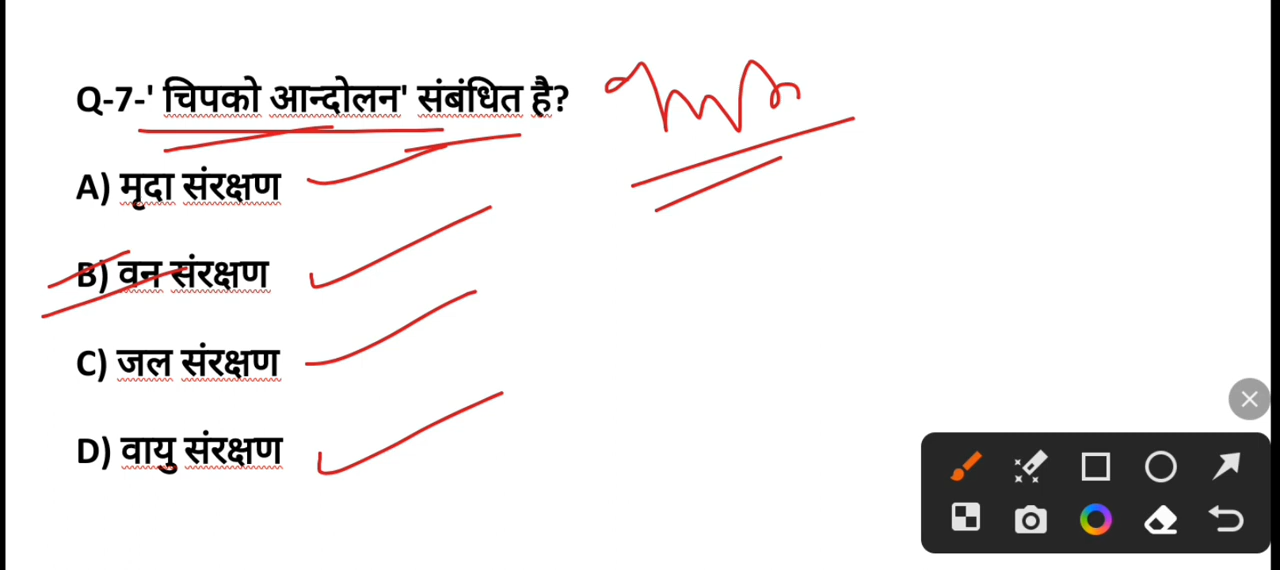 Q-7-' चिपको आन्दोलन' संबंधित है?
A) मृदा संरक्षण
B) वन संरक्षण
C) जल संरक्षण
D) वायु संरक्षण